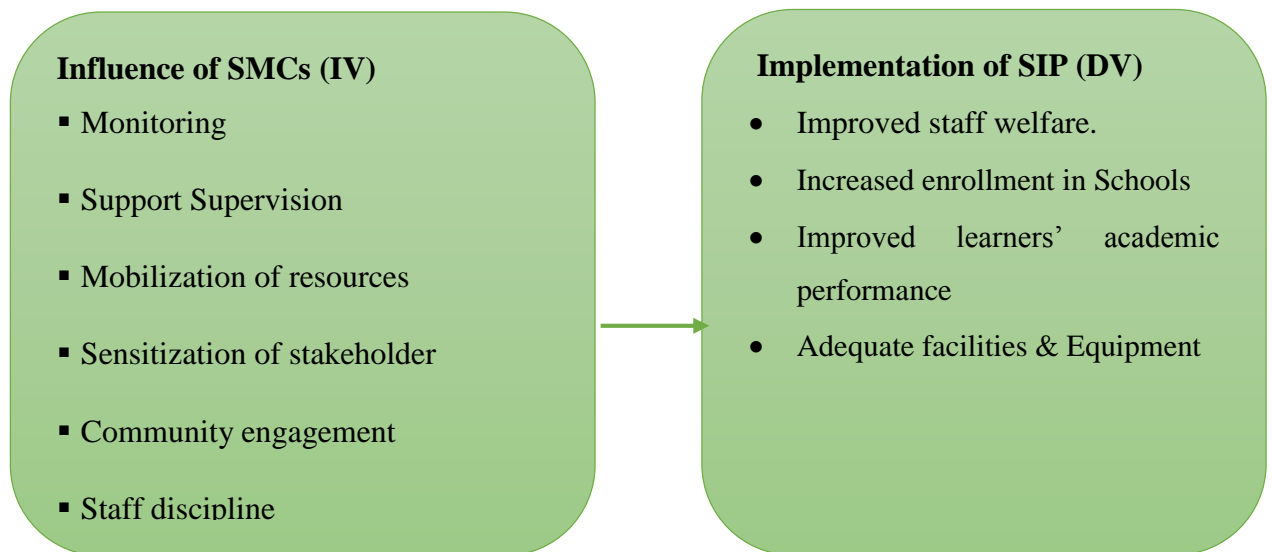 Influence of SMCs (IV)
▪ Monitoring
▪ Support Supervision
▪ Mobilization of resources
▪ Sensitization of stakeholder
▪ Community engagement
▪ Staff discipline
Implementation of SIP (DV)
• Improved staff welfare.
• Increased enrollment in Schools
• Improved learners’ academic
performance
• Adequate facilities & Equipment